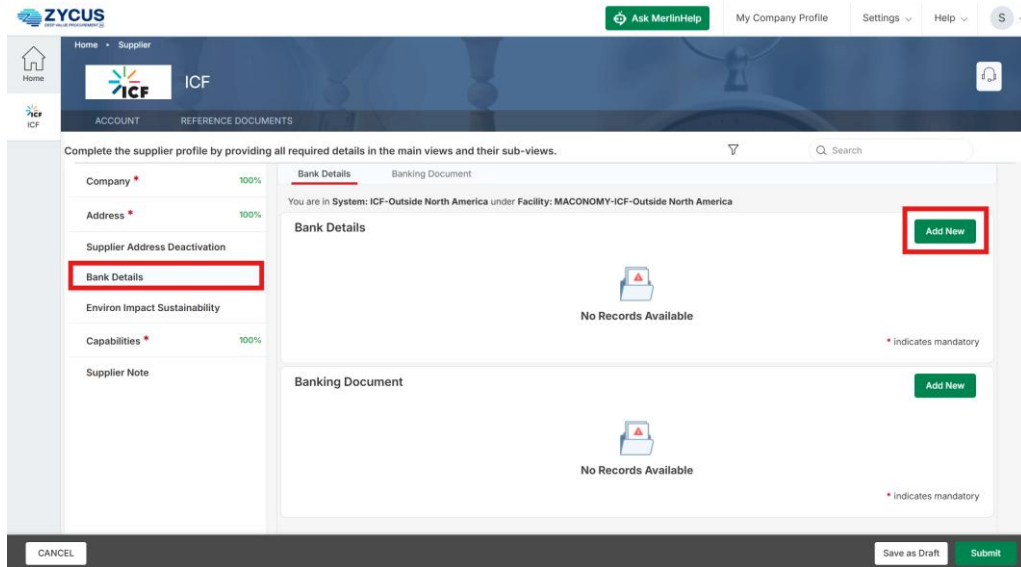 ZYCUS
DEEP VALUE PROCUREMENT
Ask MerlinHelp
My Company Profile
Settings
Help
S
Home • Supplier
Home
ICF
ICF
ICF
ACCOUNT
REFERENCE DOCUMENTS
Complete the supplier profile by providing all required details in the main views and their sub-views.
Search
Company *
100%
Address *
100%
Supplier Address Deactivation
Bank Details
Environ Impact Sustainability
Capabilities *
100%
Supplier Note
Bank Details
Banking Document
You are in System: ICF-Outside North America under Facility: MACONOMY-ICF-Outside North America
Bank Details
Add New
No Records Available
* indicates mandatory
Banking Document
Add New
No Records Available
* indicates mandatory
CANCEL
Save as Draft
Submit